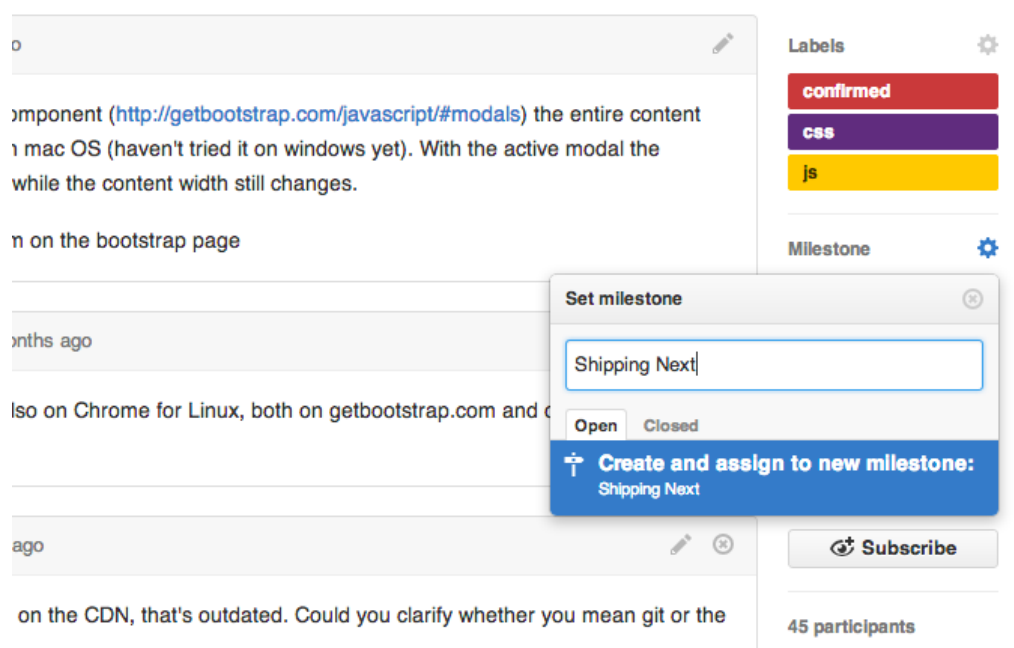 o
omponent (http://getbootstrap.com/javascript/#modals) the entire content
n mac OS (haven't tried it on windows yet). With the active modal the
while the content width still changes.
m on the bootstrap page
onths ago
lso on Chrome for Linux, both on getbootstrap.com and
ago
on the CDN, that's outdated. Could you clarify whether you mean git or the
Labels
confirmed
css
js
Milestone
Set milestone
Shipping Next
Open Closed
Create and assign to new milestone:
Shipping Next
Subscribe
45 participants